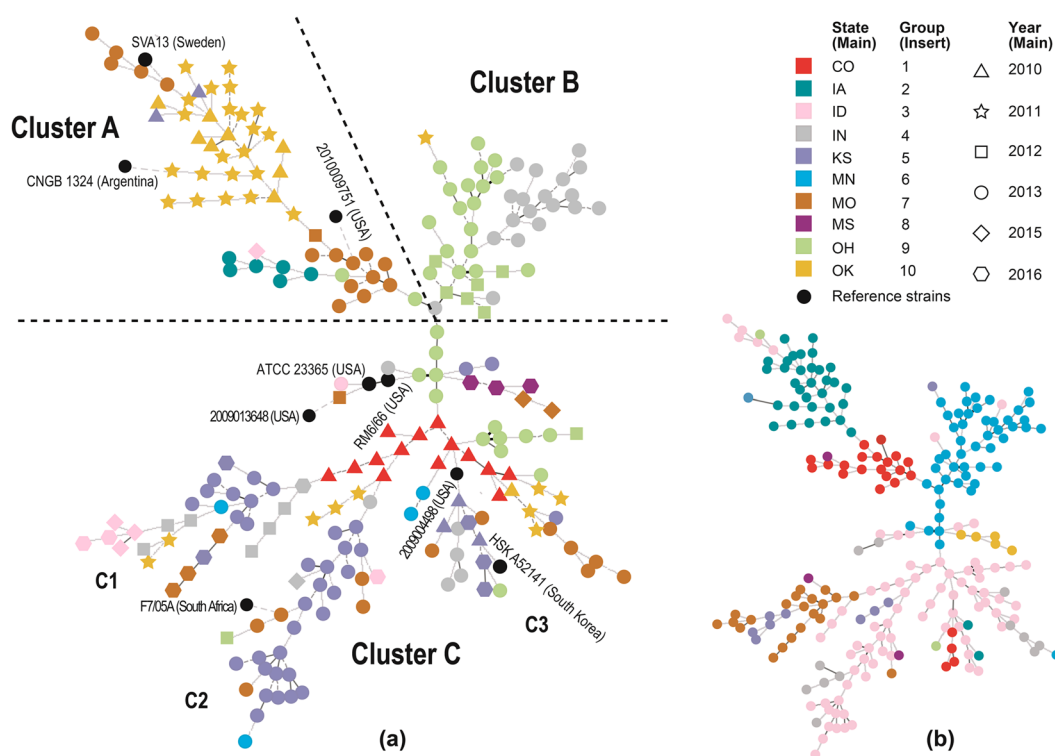 SVA13 (Sweden)
Cluster A
CNGB 1324 (Argentina)
2010009751 (USA)
Cluster B
State
(Main)
Group
(Insert)
Year
(Main)
CO 1 2010
IA 2
ID 3 2011
IN 4
KS 5 2012
MN 6
MO 7 2013
MS 8
OH 9 2015
OK 10 2016
Reference strains
ATCC 23365 (USA)
2009013648 (USA)
RM6/66 (USA)
2009004498 (USA)
HSK A52141 (South Korea)
C1
F7/05A (South Africa)
C2
Cluster C
C3
(a)
(b)